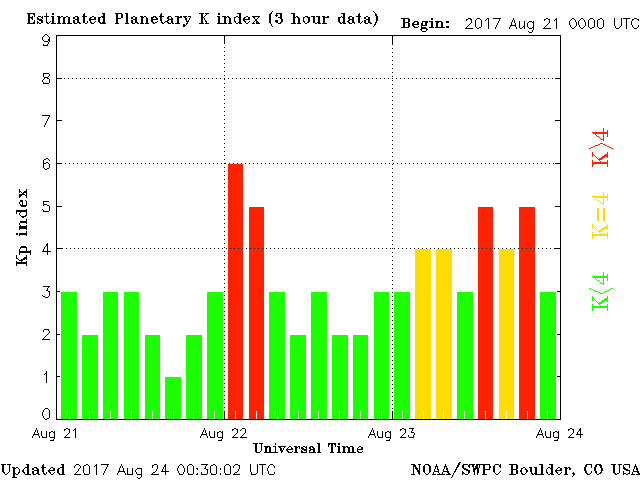 Estimated Planetary K index (3 hour data) Begin: 2017 Aug 21 0000 UTC
9
8
7
6
5
4
3
2
1
0
Kp index
K>4
K=4
K<4
Aug 21 Aug 22 Aug 23 Aug 24
Universal Time
Updated 2017 Aug 24 00:30:02 UTC NOAA/SWPC Boulder, CO USA